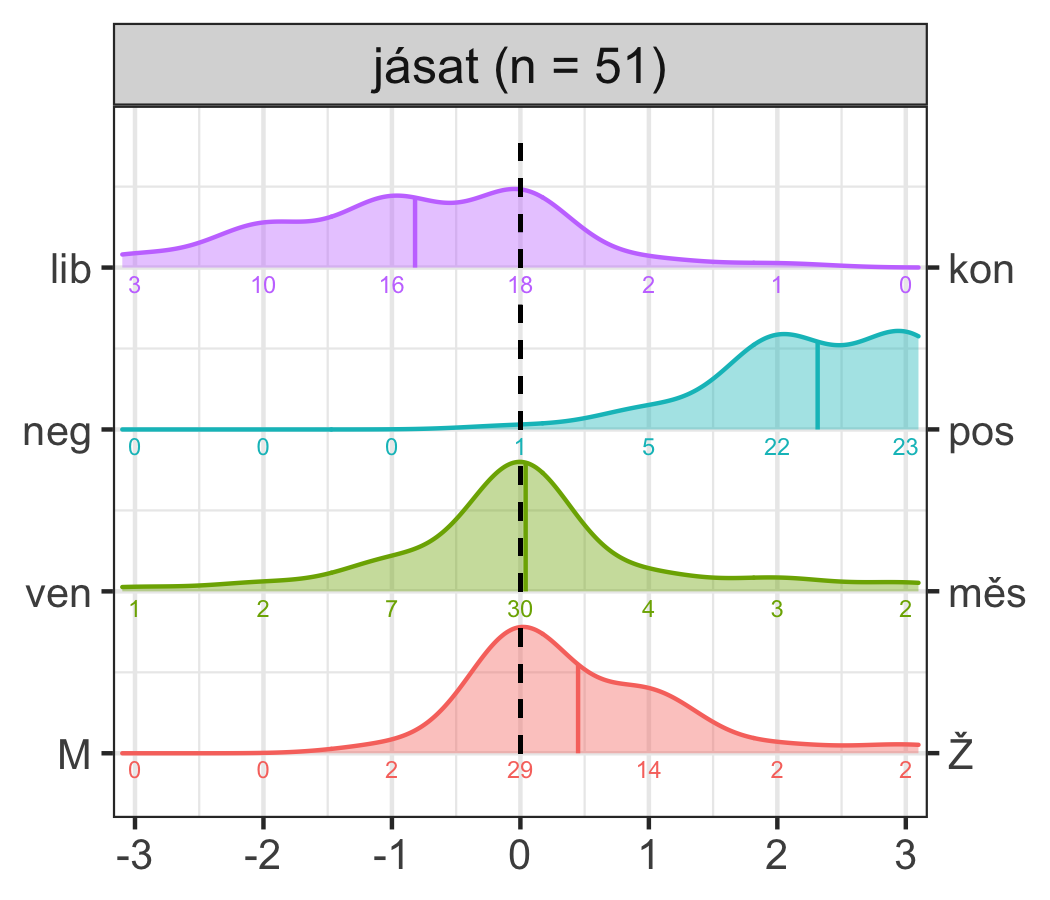 jásat (n = 51)
lib kon
3 10 16 18 2 1 0
neg pos
0 0 0 1 5 22 23
ven měs
1 2 7 30 4 3 2
M Ž
0 0 2 29 14 2 2
-3 -2 -1 0 1 2 3